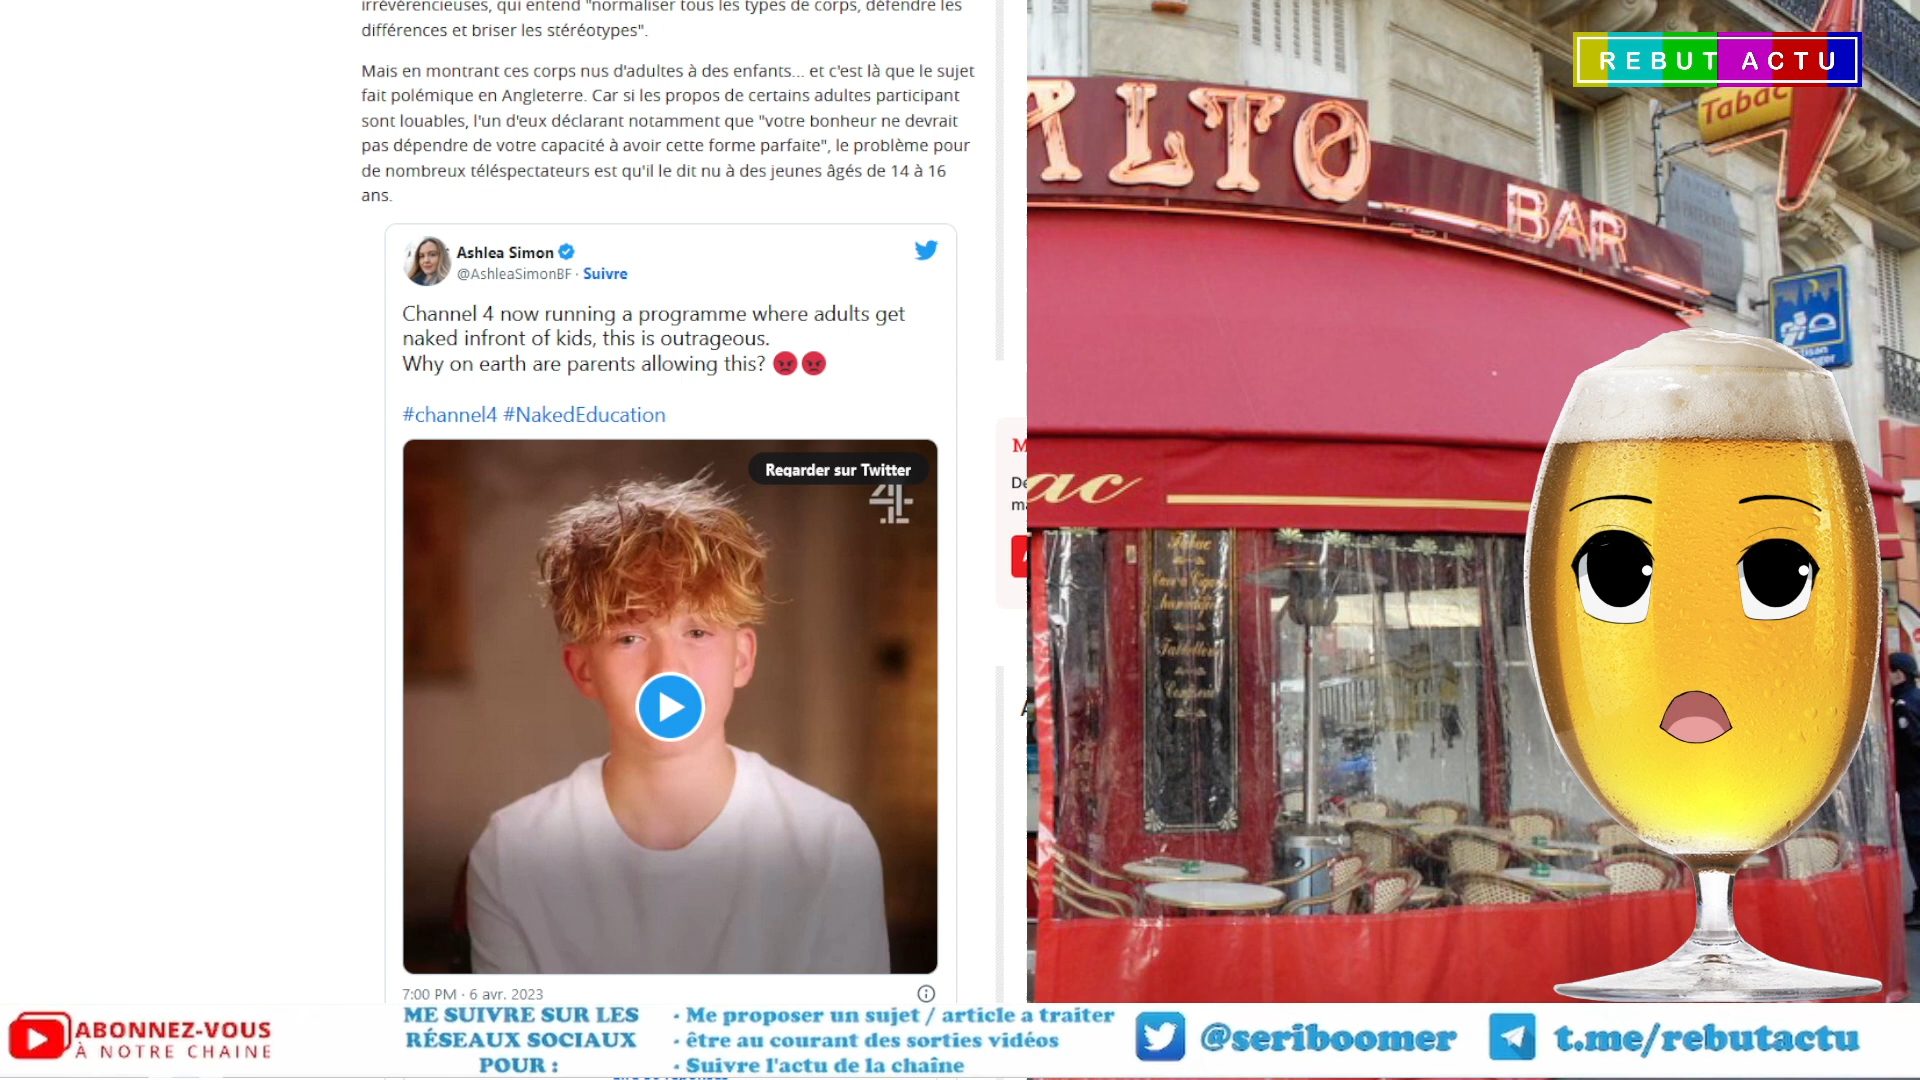 irrévérencieuses, qui entend "normaliser tous les types de corps, défendre les
différences et briser les stéréotypes".
Mais en montrant ces corps nus d'adultes à des enfants... et c'est là que le sujet
fait polémique en Angleterre. Car si les propos de certains adultes participant
sont louables, l'un d'eux déclarant notamment que "votre bonheur ne devrait
pas dépendre de votre capacité à avoir cette forme parfaite", le problème pour
de nombreux téléspectateurs est qu'il le dit nu à des jeunes âgés de 14 à 16
ans.
Ashlea Simon
@AshleaSimonBF · Suivre
Channel 4 now running a programme where adults get
naked infront of kids, this is outrageous.
Why on earth are parents allowing this? 😡😡
#channel4 #NakedEducation
Regarder sur Twitter
4
7:00 PM · 6 avr. 2023
REBUT ACTU
Tabac
ALTO
BAR
ac
Tabac
ABONNEZ-VOUS
À NOTRE CHAINE
ME SUIVRE SUR LES
RÉSEAUX SOCIAUX
POUR :
- Me proposer un sujet / article a traiter
- être au courant des sorties vidéos
- Suivre l'actu de la chaîne
@seriboomer
t.me/rebutactu